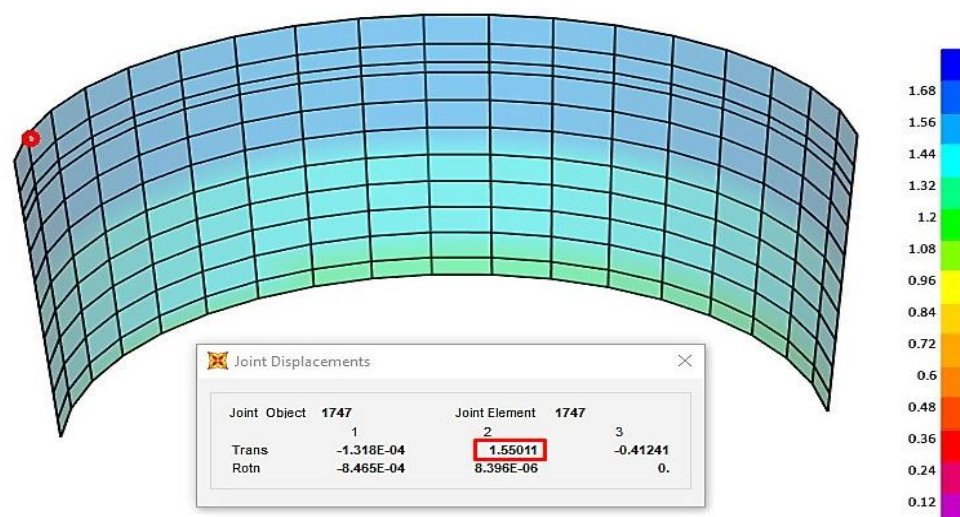 1.68
1.56
1.44
1.32
1.2
1.08
0.96
0.84
0.72
0.6
0.48
0.36
0.24
0.12
Joint Displacements
Joint Object 1747 Joint Element 1747
1 2 3
Trans -1.318E-04 1.55011 -0.41241
Rotn -8.465E-04 8.396E-06 0.